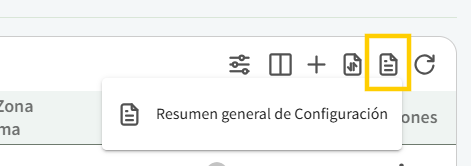 Zona
ma
Resumen general de Configuración
ones